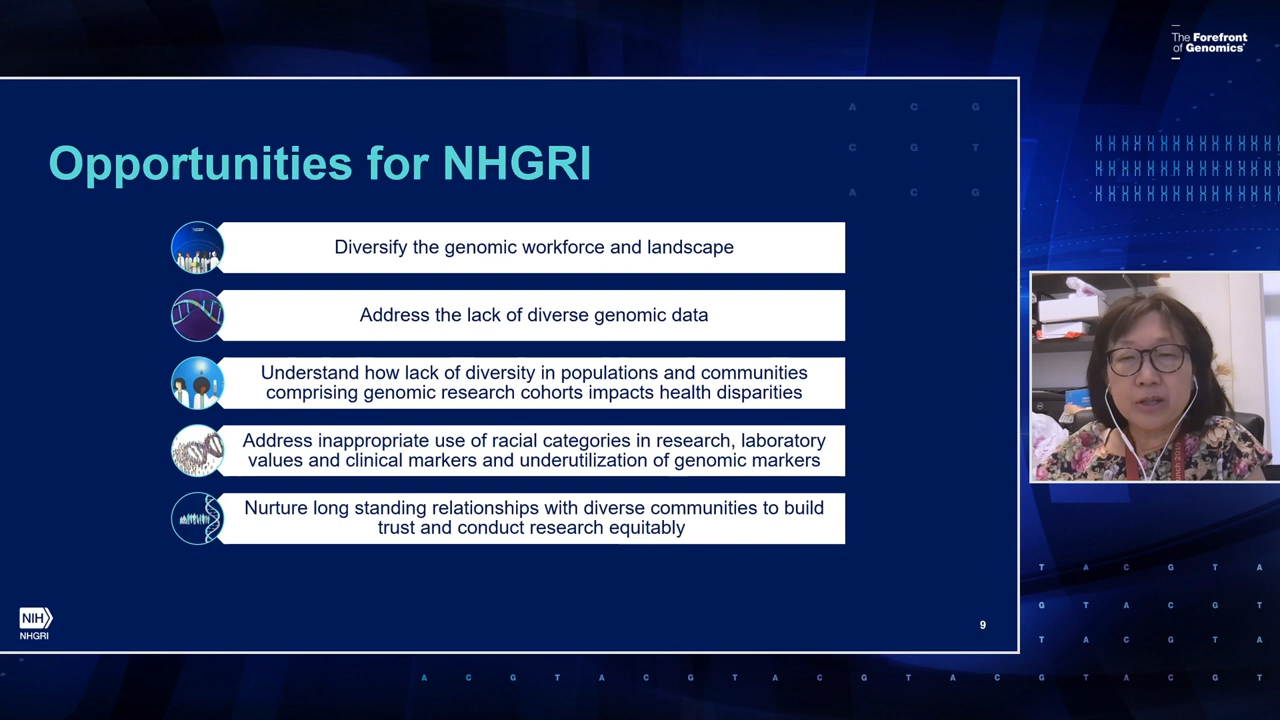 The Forefront
of Genomics®
A C G
C G T
A C G
Opportunities for NHGRI
Diversify the genomic workforce and landscape
Address the lack of diverse genomic data
Understand how lack of diversity in populations and communities
comprising genomic research cohorts impacts health disparities
Address inappropriate use of racial categories in research, laboratory
values and clinical markers and underutilization of genomic markers
Nurture long standing relationships with diverse communities to build
trust and conduct research equitably
NIH
NHGRI
9
T A C G T A
G T A C G T
T A C G T A
A C G T A C G T A C G T A C G T A C G T